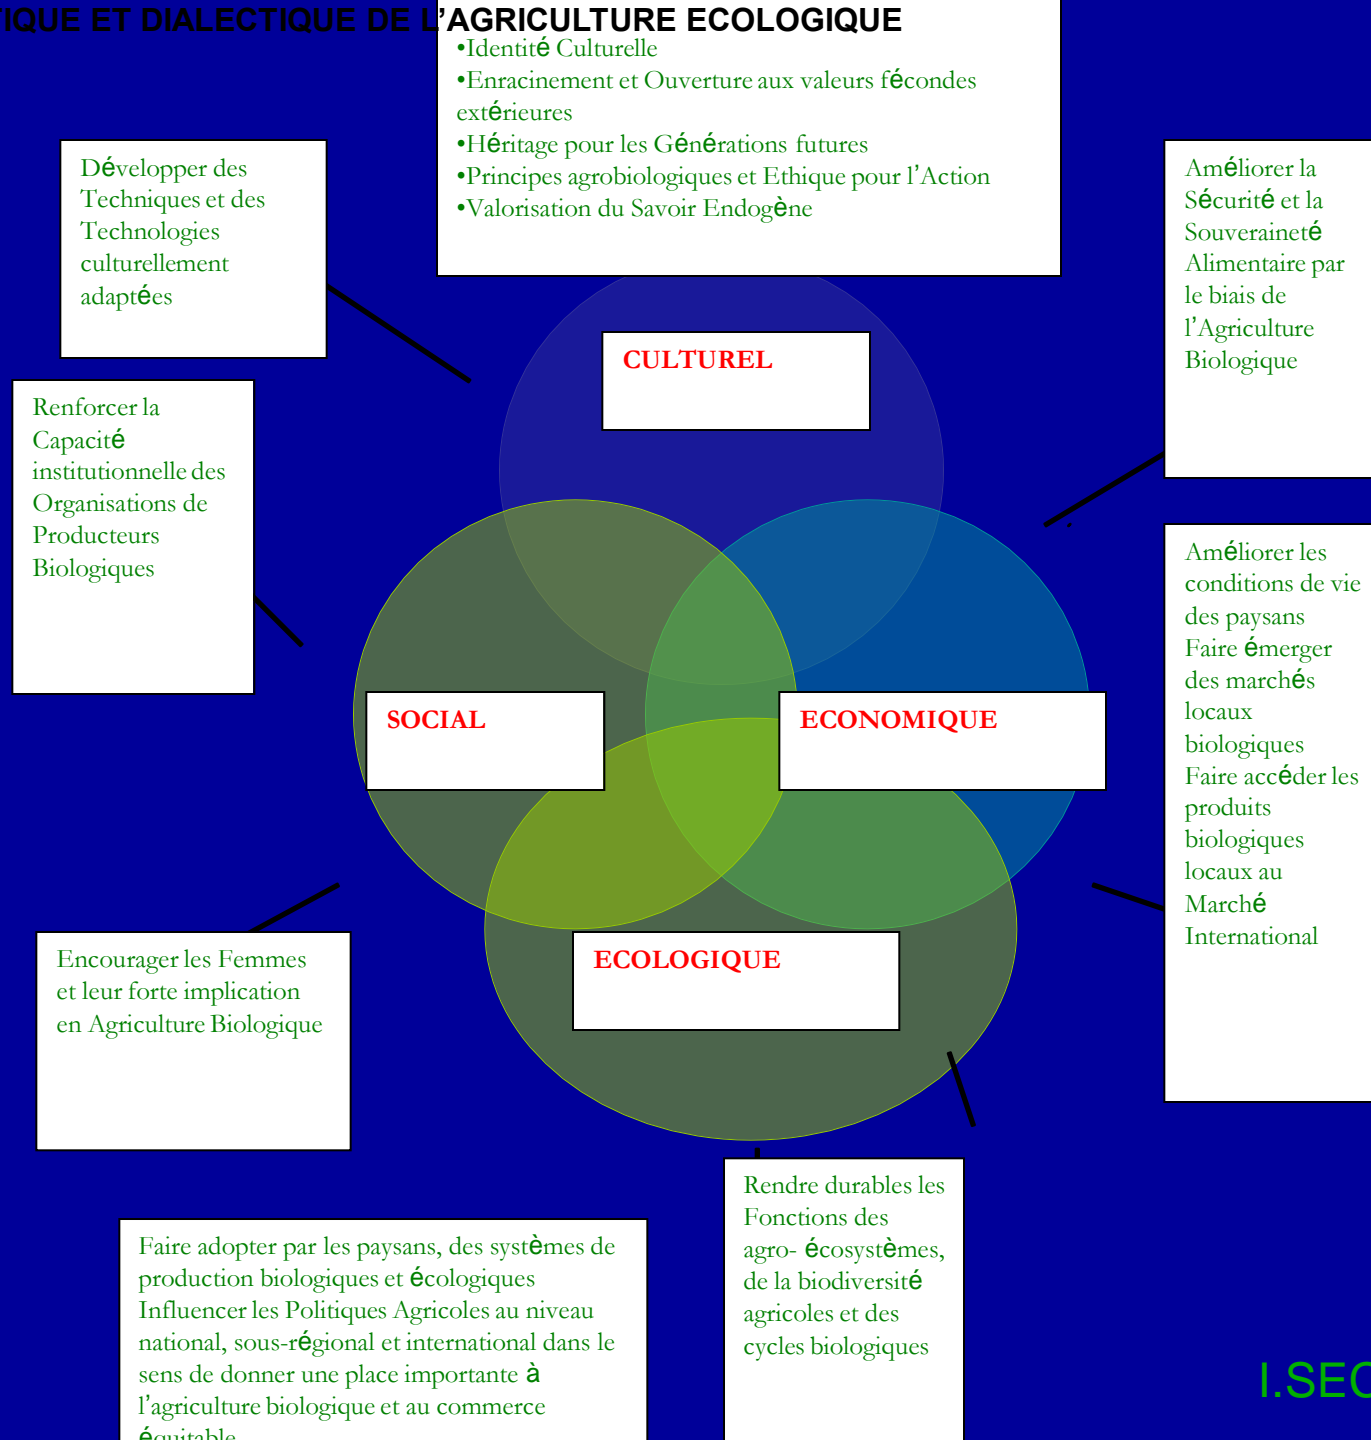 ET DIALECTIQUE DE L’AGRICULTURE ECOLOGIQUE
•Identité Culturelle
•Enracinement et Ouverture aux valeurs fécondes
extérieures
•Héritage pour les Générations futures
•Principes agrobiologiques et Ethique pour l’Action
•Valorisation du Savoir Endogène
Développer des
Techniques et des
Technologies
culturellement
adaptées
Améliorer la
Sécurité et la
Souveraineté
Alimentaire par
le biais de
l’Agriculture
Biologique
CULTUREL
Renforcer la
Capacité
institutionnelle des
Organisations de
Producteurs
Biologiques
Améliorer les
conditions de vie
des paysans
Faire émerger
des marchés
locaux
biologiques
Faire accéder les
produits
biologiques
locaux au
Marché
International
SOCIAL
ECONOMIQUE
ECOLOGIQUE
Encourager les Femmes
et leur forte implication
en Agriculture Biologique
Rendre durables les
Fonctions des
agro- écosystèmes,
de la biodiversité
agricoles et des
cycles biologiques
Faire adopter par les paysans, des systèmes de
production biologiques et écologiques
Influencer les Politiques Agricoles au niveau
national, sous-régional et international dans le
sens de donner une place importante à
l’agriculture biologique et au commerce
équitable